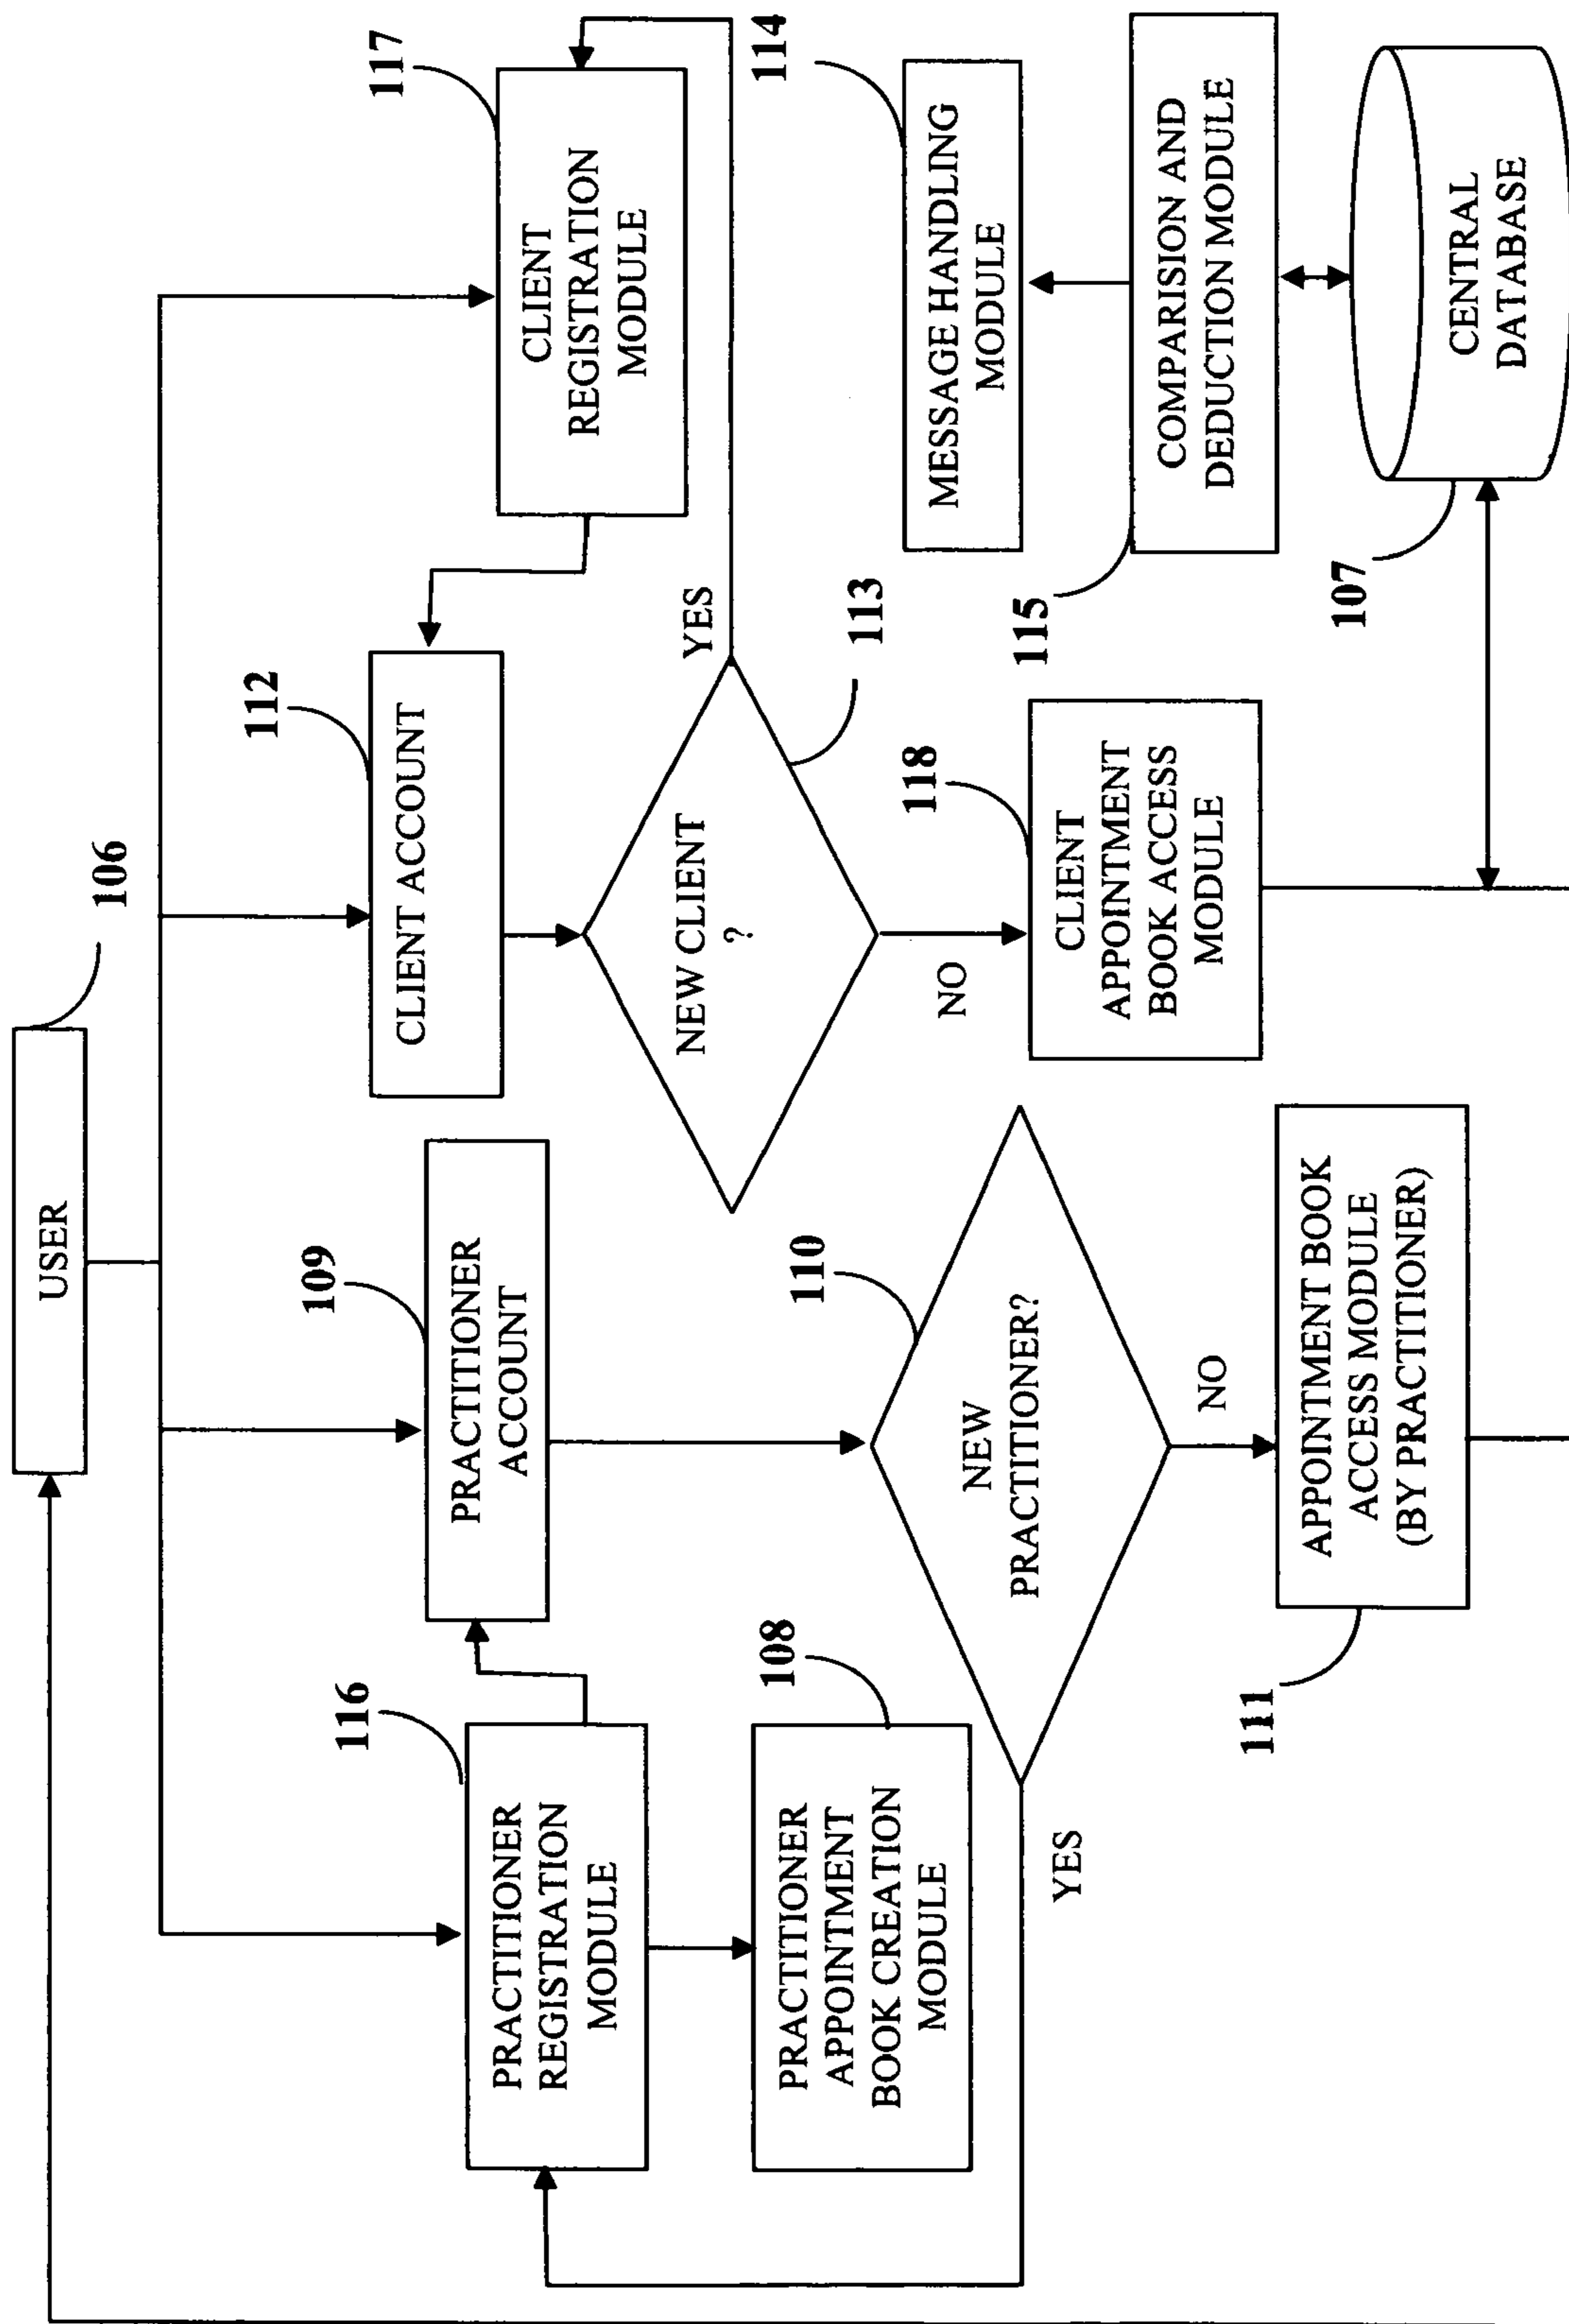 USER
106
116
PRACTITIONER
REGISTRATION
MODULE
109
PRACTITIONER
ACCOUNT
112
CLIENT ACCOUNT
117
CLIENT
REGISTRATION
MODULE
108
PRACTITIONER
APPOINTMENT
BOOK CREATION
MODULE
110
NEW
PRACTITIONER?
YES
NO
NEW CLIENT
?
YES
113
NO
111
APPOINTMENT BOOK
ACCESS MODULE
(BY PRACTITIONER)
118
CLIENT
APPOINTMENT
BOOK ACCESS
MODULE
114
MESSAGE HANDLING
MODULE
115
COMPARISION AND
DEDUCTION MODULE
107
CENTRAL
DATABASE